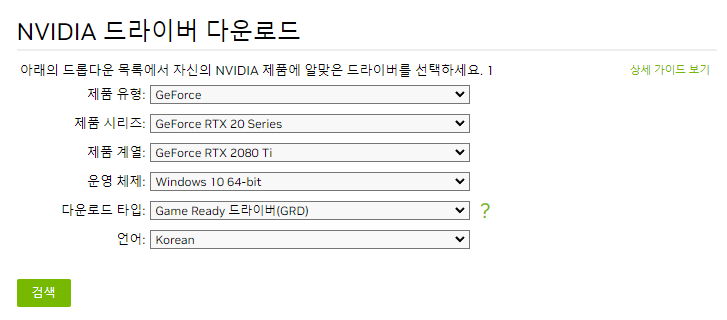 NVIDIA 드라이버 다운로드
아래의 드롭다운 목록에서 자신의 NVIDIA 제품에 알맞은 드라이버를 선택하세요. 1 상세 가이드 보기
제품 유형: GeForce
제품 시리즈: GeForce RTX 20 Series
제품 계열: GeForce RTX 2080 Ti
운영 체제: Windows 10 64-bit
다운로드 타입: Game Ready 드라이버(GRD) ?
언어: Korean
검색